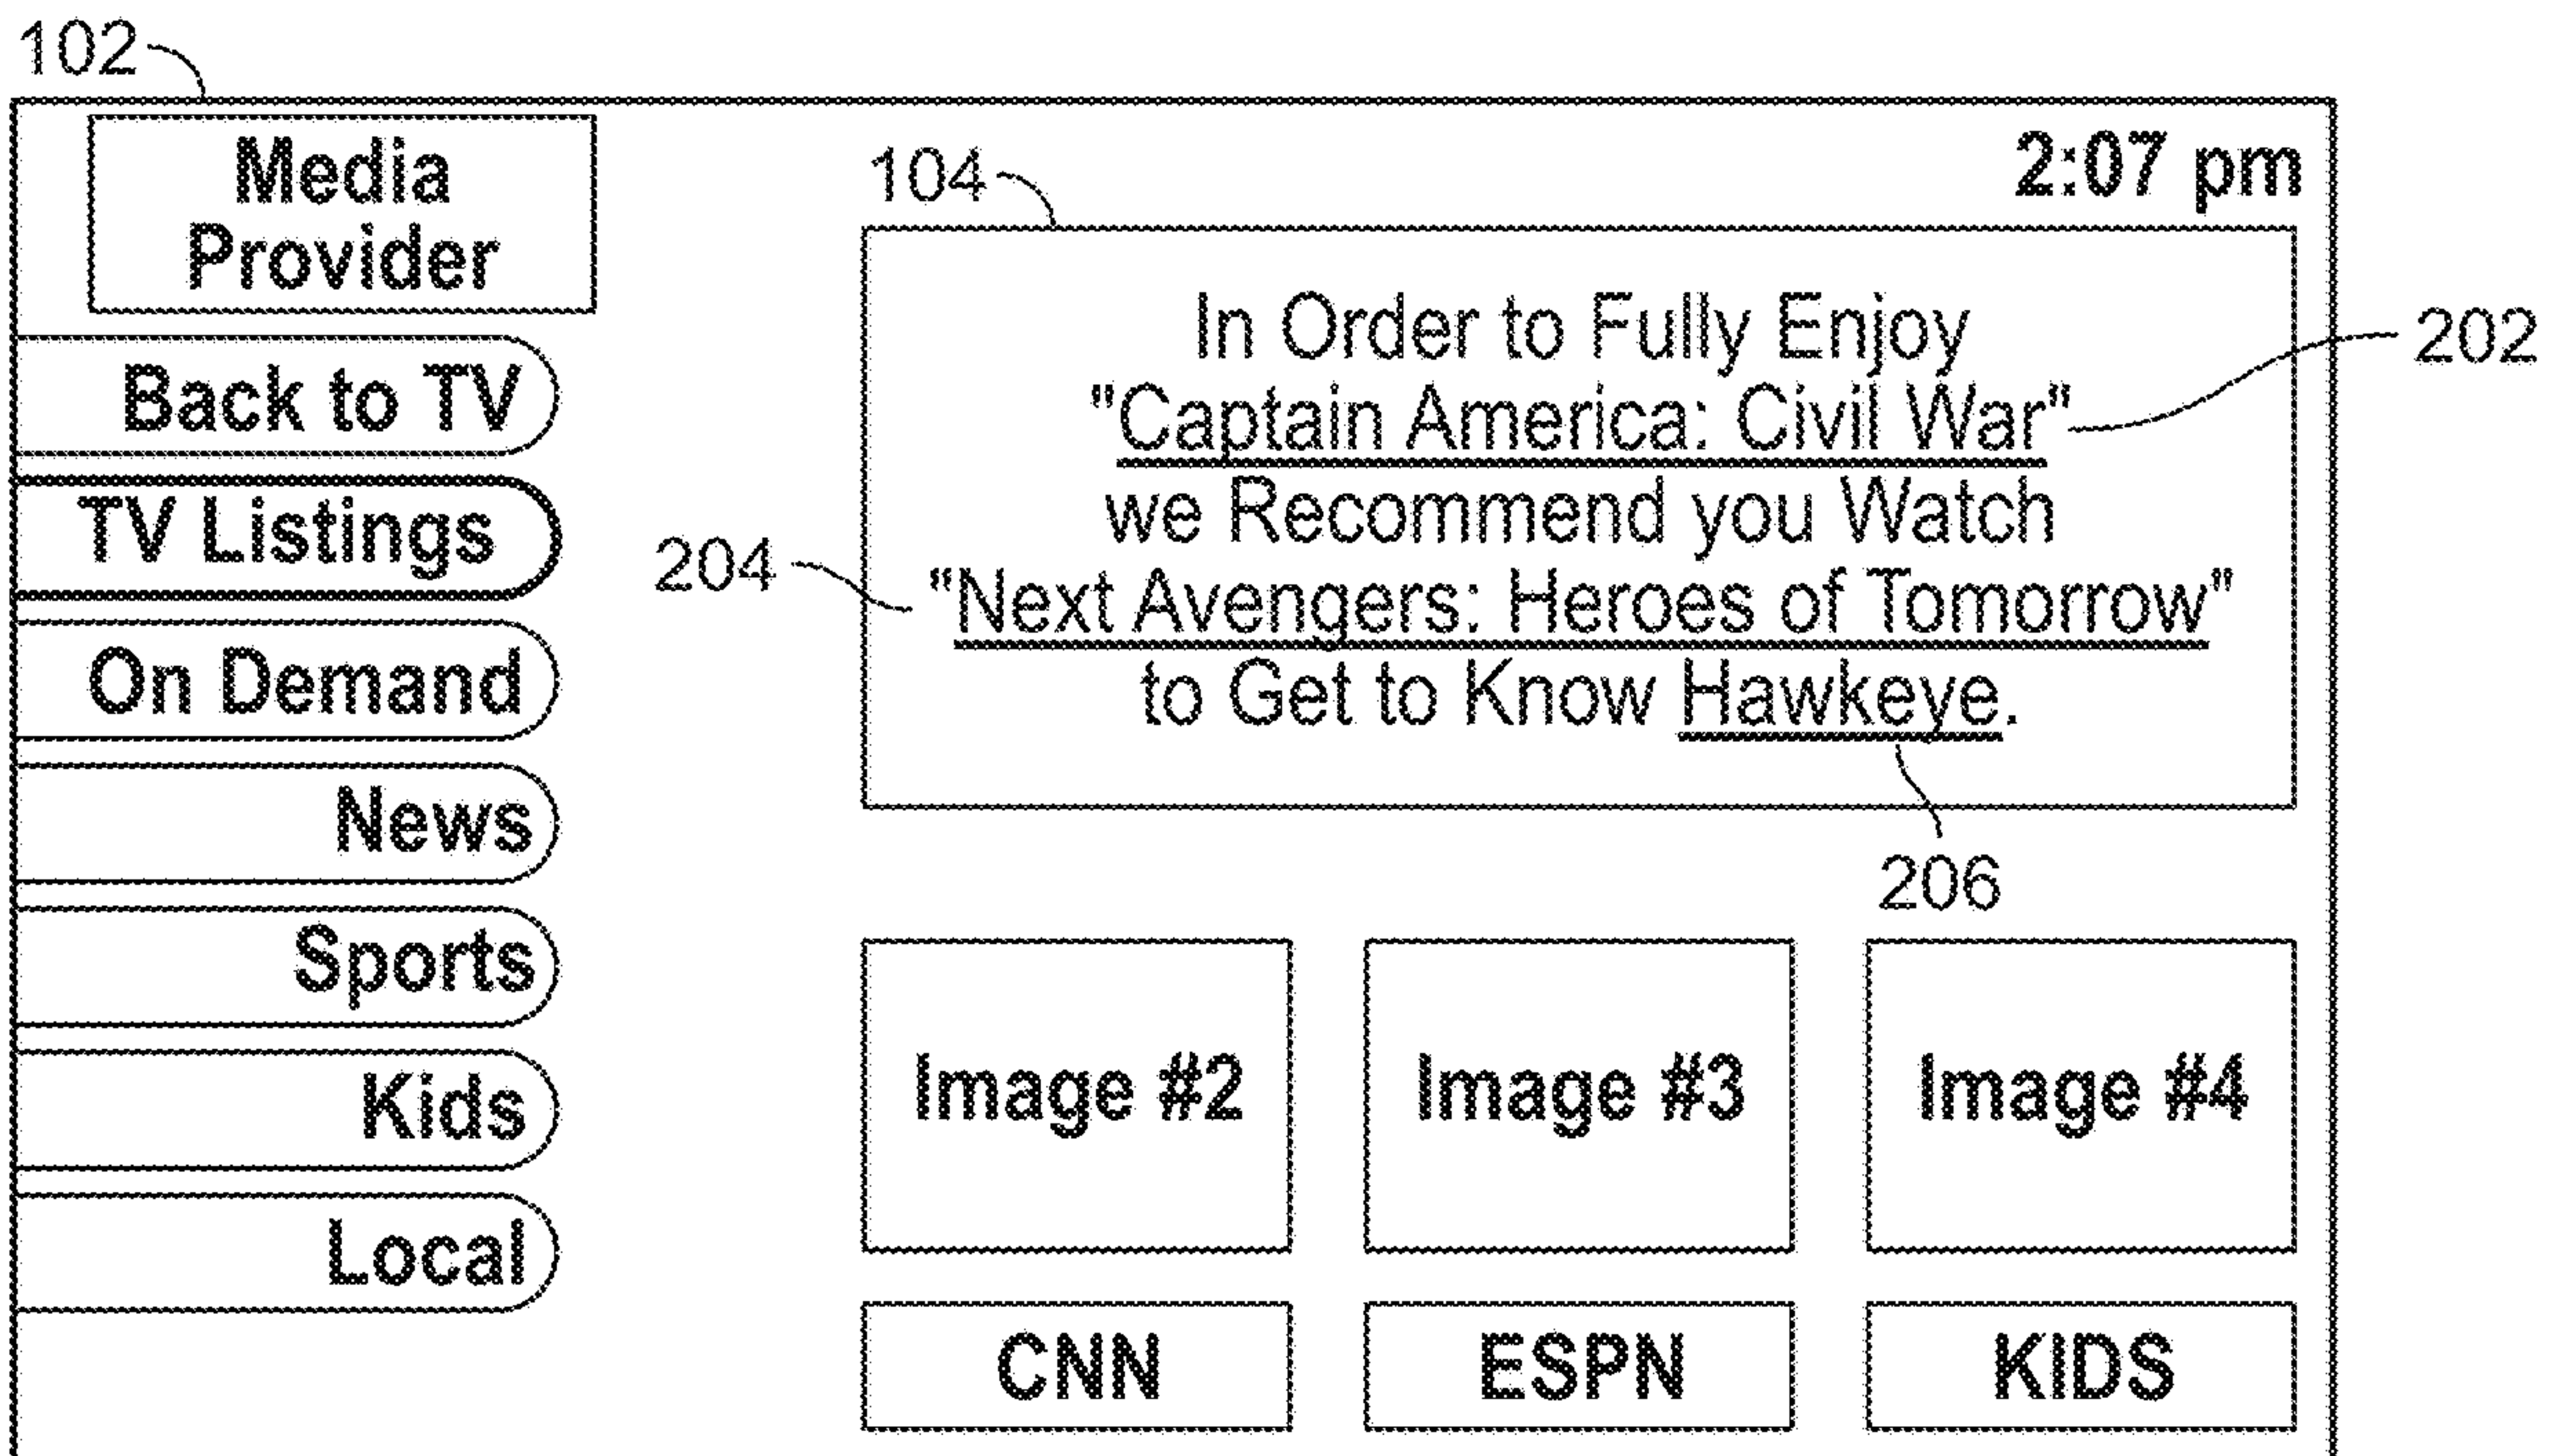 102
Media
Provider
2:07 pm
104
Back to TV
TV Listings
On Demand
News
Sports
Kids
Local
In Order to Fully Enjoy
"Captain America: Civil War"
202
we Recommend you Watch
204
"Next Avengers: Heroes of Tomorrow"
to Get to Know Hawkeye.
206
Image #2
Image #3
Image #4
CNN
ESPN
KIDS